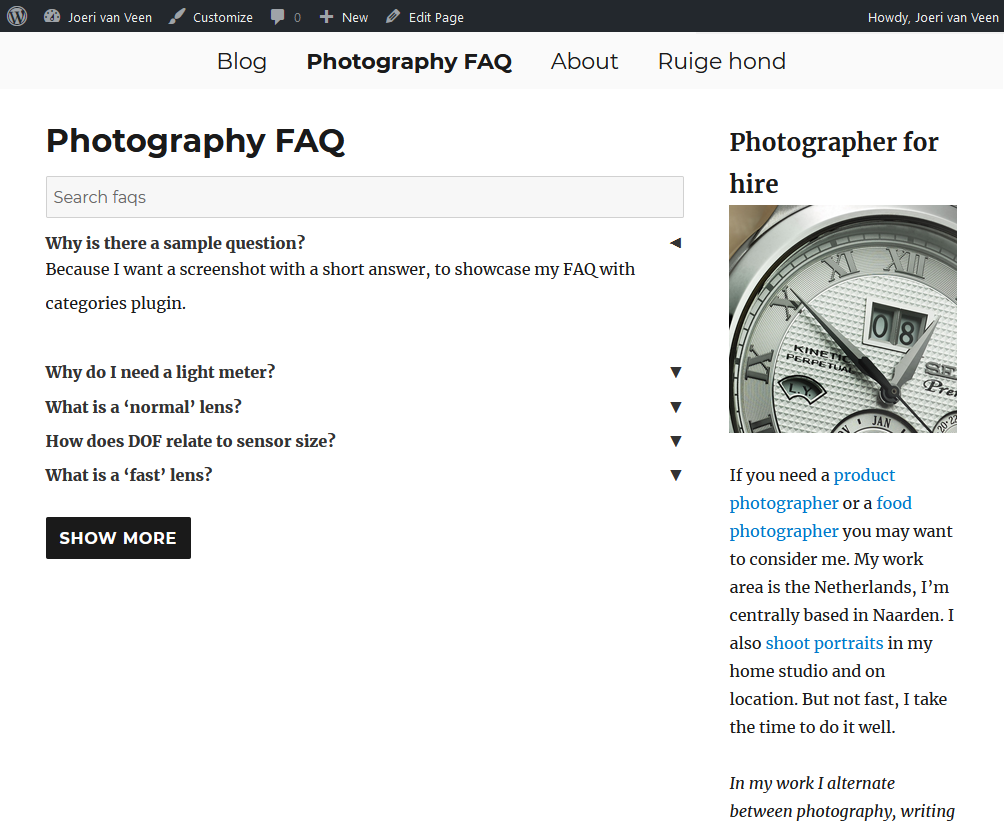 Joeri van Veen Customize 0 New Edit Page Howdy, Joeri van Veen
Blog Photography FAQ About Ruige hond
Photography FAQ
Search faqs
Why is there a sample question? ◀
Because I want a screenshot with a short answer, to showcase my FAQ with
categories plugin.
Why do I need a light meter? ▼
What is a ‘normal’ lens? ▼
How does DOF relate to sensor size? ▼
What is a ‘fast’ lens? ▼
SHOW MORE
Photographer for
hire
XI XII
X
08
KINETIC
PERPETUAL
SE
Pre
IX
L.Y.
JAN
VIII
If you need a product
photographer or a food
photographer you may want
to consider me. My work
area is the Netherlands, I’m
centrally based in Naarden. I
also shoot portraits in my
home studio and on
location. But not fast, I take
the time to do it well.
In my work I alternate
between photography, writing